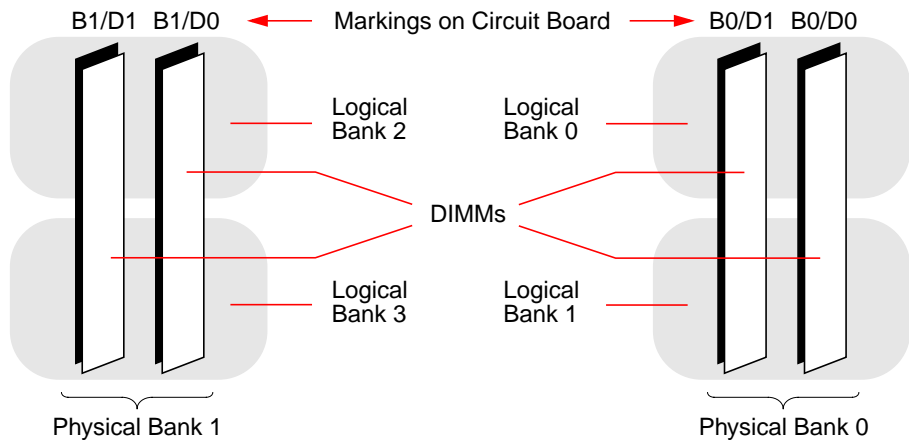 B1/D1 B1/D0 Markings on Circuit Board B0/D1 B0/D0
Logical
Bank 2
Logical
Bank 0
DIMMs
Logical
Bank 3
Logical
Bank 1
Physical Bank 1
Physical Bank 0